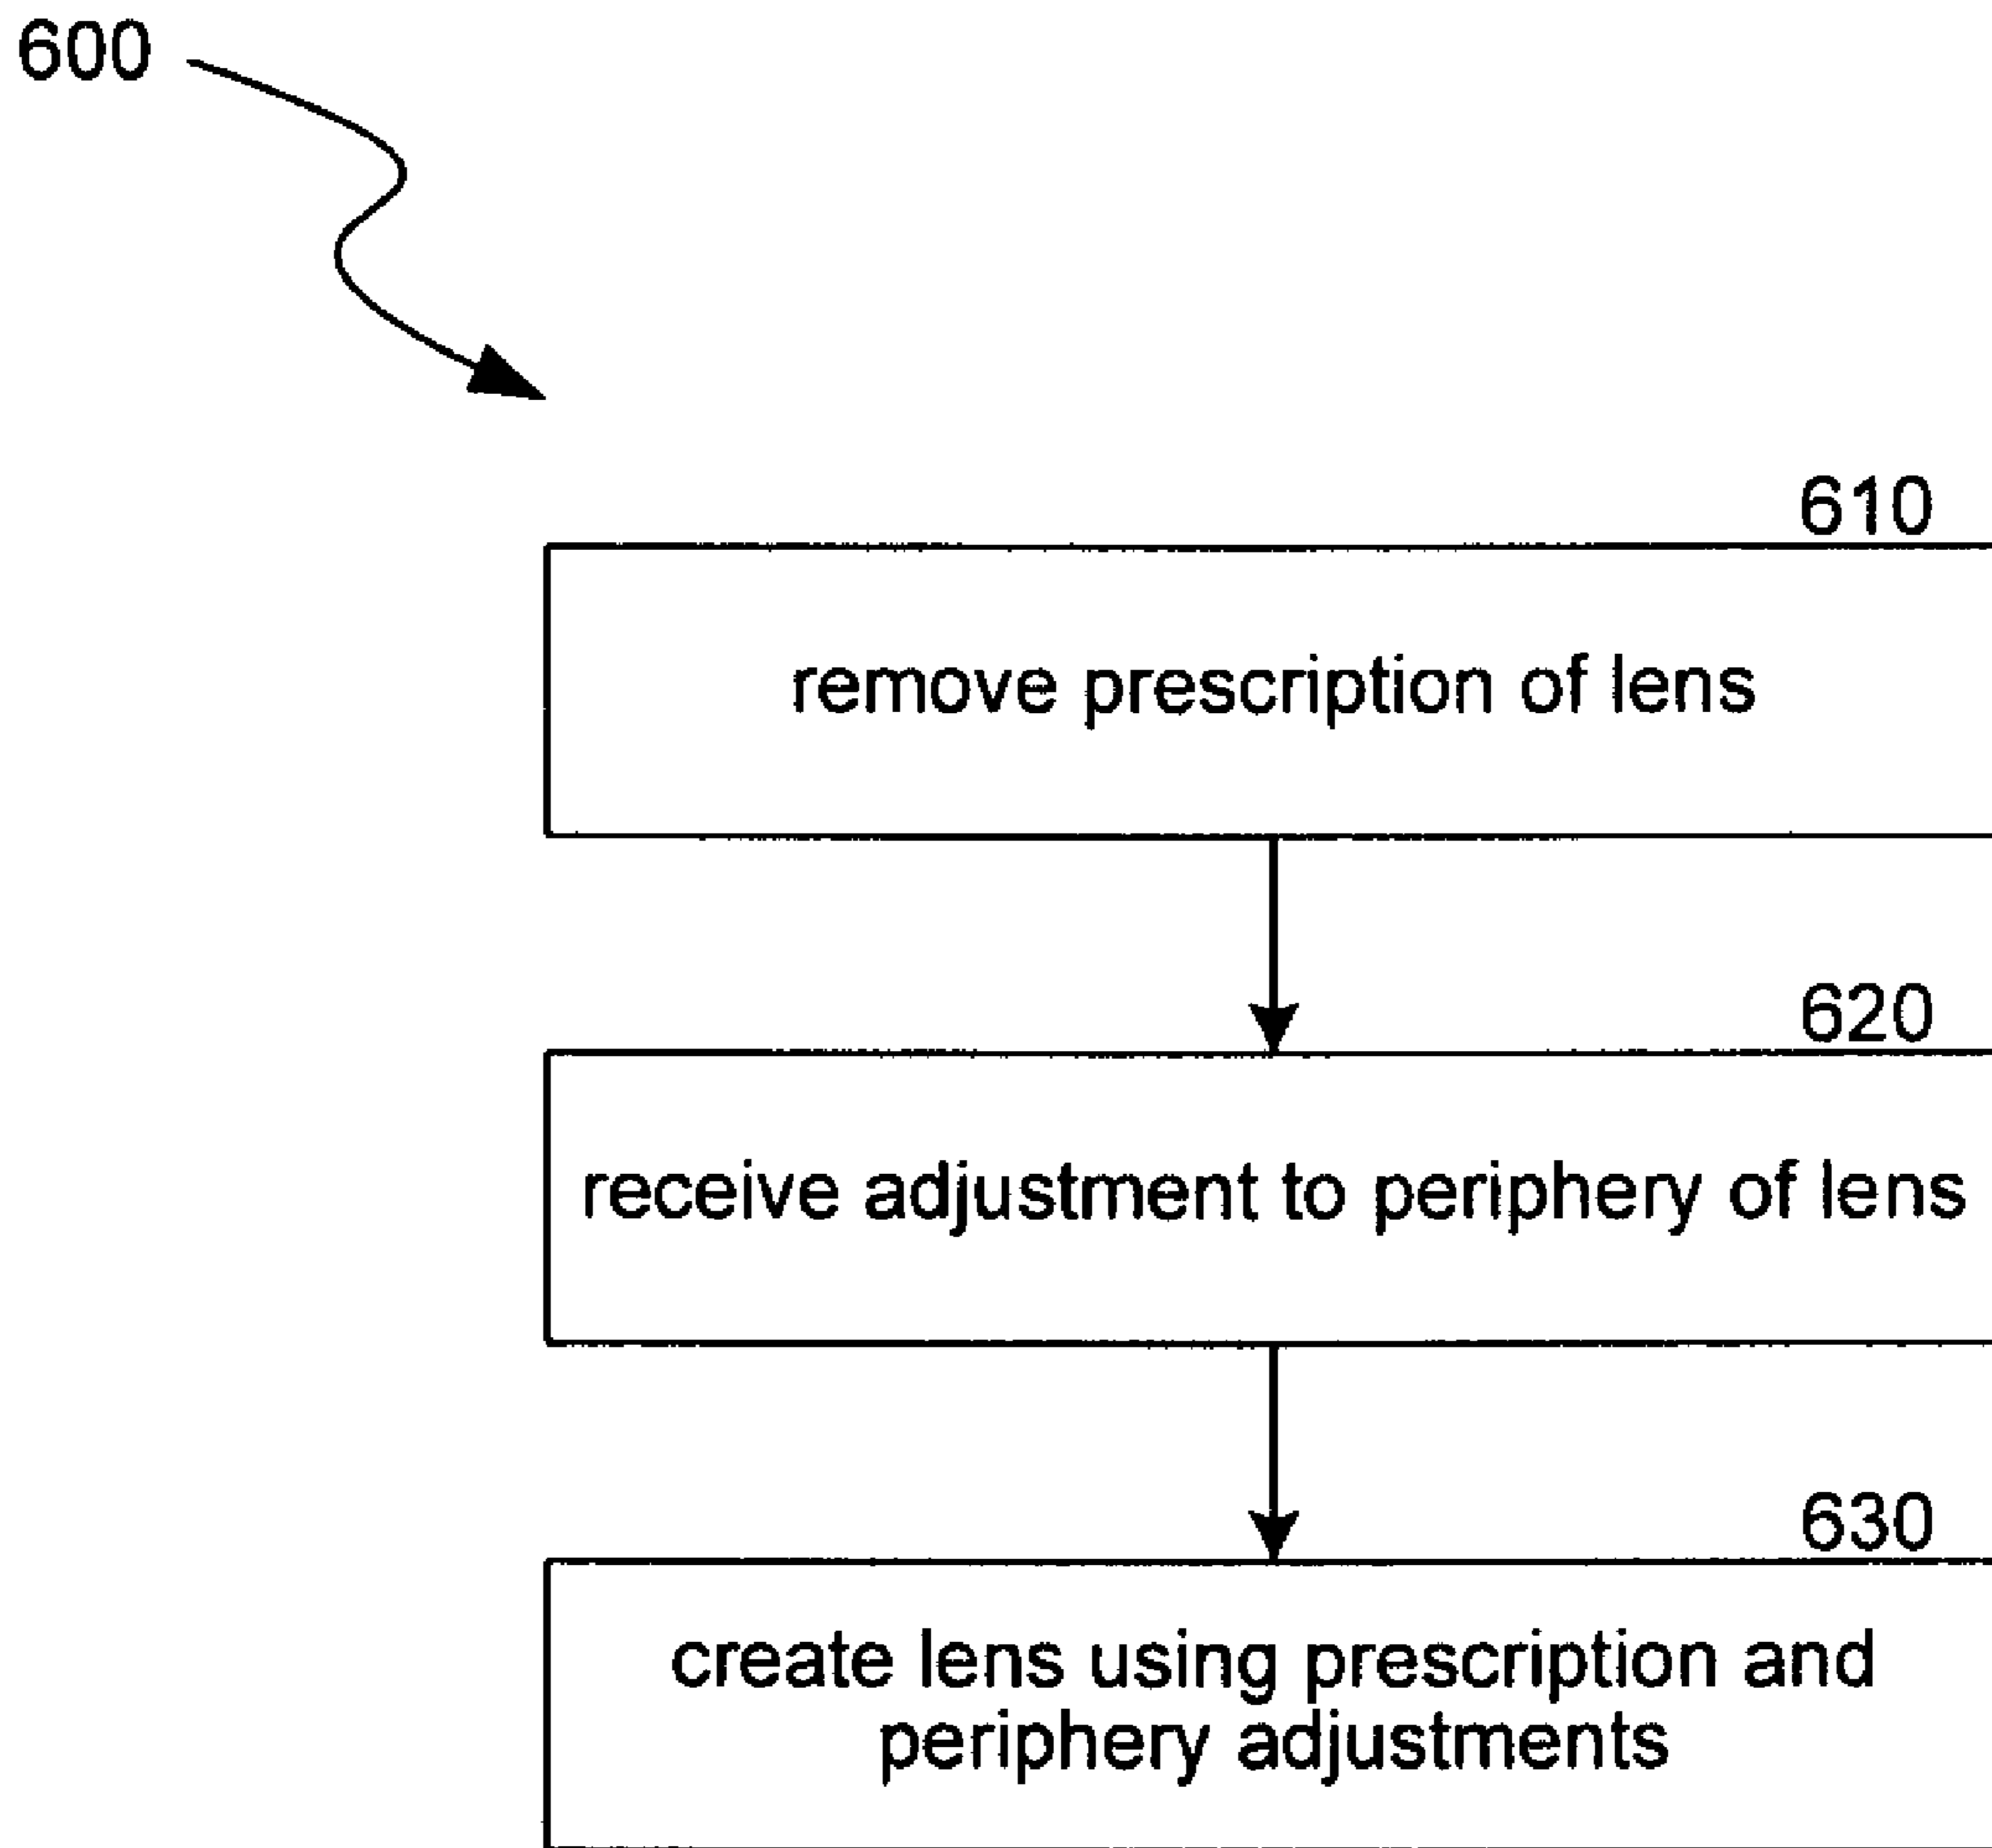 600
610
remove prescription of lens
620
receive adjustment to periphery of lens
630
create lens using prescription and
periphery adjustments